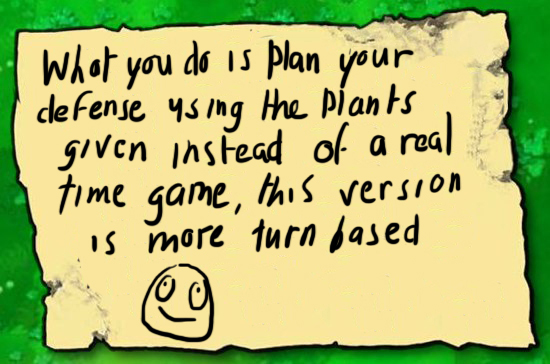 What you do is plan your
defense using the plants
given instead of a real
time game, this version
is more turn based